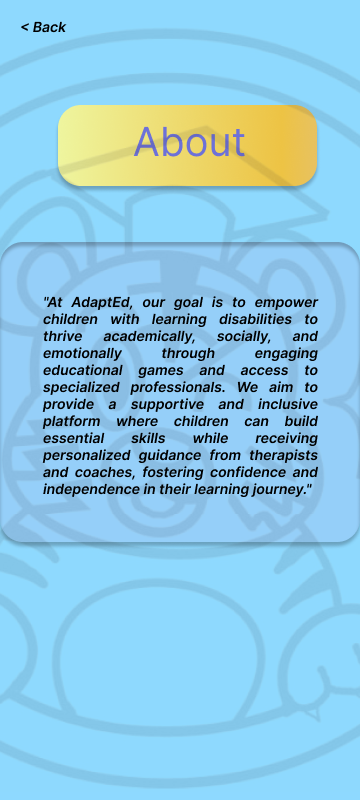 < Back
About
"At AdaptEd, our goal is to empower
children with learning disabilities to
thrive academically, socially, and
emotionally through engaging
educational games and access to
specialized professionals. We aim to
provide a supportive and inclusive
platform where children can build
essential skills while receiving
personalized guidance from therapists
and coaches, fostering confidence and
independence in their learning journey."